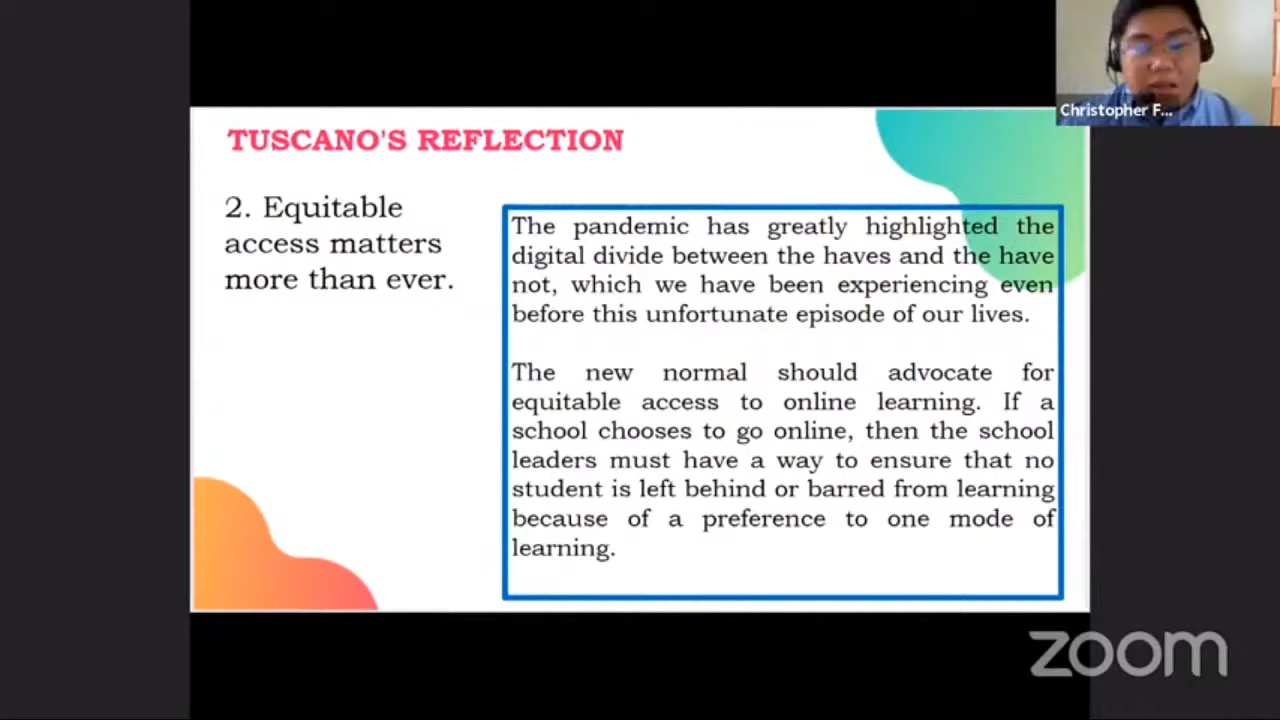 Christopher F...
TUSCANO'S REFLECTION
2. Equitable
access matters
more than ever.
The pandemic has greatly highlighted the
digital divide between the haves and the have
not, which we have been experiencing even
before this unfortunate episode of our lives.
The new normal should advocate for
equitable access to online learning. If a
school chooses to go online, then the school
leaders must have a way to ensure that no
student is left behind or barred from learning
because of a preference to one mode of
learning.
zoom